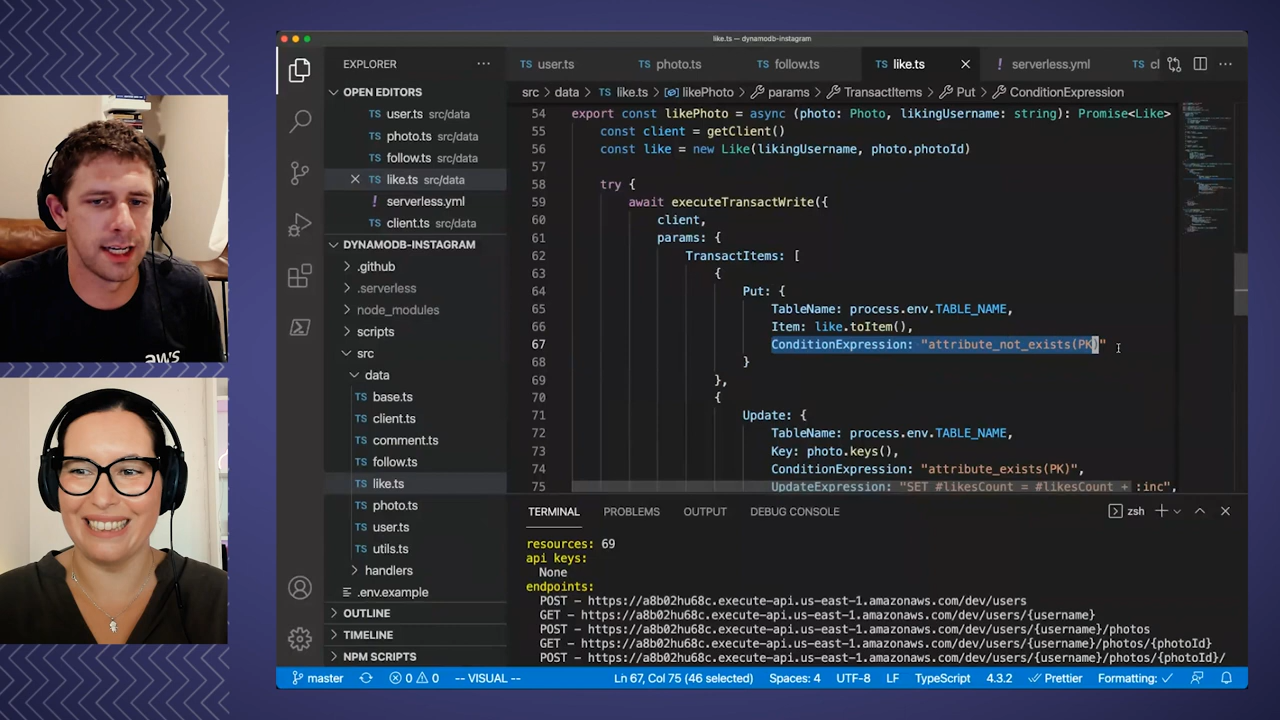 like.ts — dynamodb-instagram
EXPLORER
OPEN EDITORS
user.ts src/data
photo.ts src/data
follow.ts src/data
like.ts src/data
serverless.yml
client.ts src/data
DYNAMODB-INSTAGRAM
.github
.serverless
node_modules
scripts
src
data
base.ts
client.ts
comment.ts
follow.ts
like.ts
photo.ts
user.ts
utils.ts
handlers
.env.example
OUTLINE
TIMELINE
NPM SCRIPTS
user.ts photo.ts follow.ts like.ts serverless.yml cl
src > data > like.ts > likePhoto > params > TransactItems > Put > ConditionExpression
54 export const likePhoto = async (photo: Photo, likingUsername: string): Promise<Like>
55 const client = getClient()
56 const like = new Like(likingUsername, photo.photoId)
57
58 try {
59 await executeTransactWrite({
60 client,
61 params: {
62 TransactItems: [
63 {
64 Put: {
65 TableName: process.env.TABLE_NAME,
66 Item: like.toItem(),
67 ConditionExpression: "attribute_not_exists(PK)"
68 }
69 },
70 {
71 Update: {
72 TableName: process.env.TABLE_NAME,
73 Key: photo.keys(),
74 ConditionExpression: "attribute_exists(PK)",
75 UpdateExpression: "SET #likesCount = #likesCount + :inc",
TERMINAL PROBLEMS OUTPUT DEBUG CONSOLE zsh
resources: 69
api keys:
None
endpoints:
POST - https://a8b02hu68c.execute-api.us-east-1.amazonaws.com/dev/users
GET - https://a8b02hu68c.execute-api.us-east-1.amazonaws.com/dev/users/{username}
POST - https://a8b02hu68c.execute-api.us-east-1.amazonaws.com/dev/users/{username}/photos
GET - https://a8b02hu68c.execute-api.us-east-1.amazonaws.com/dev/users/{username}/photos/{photoId}
POST - https://a8b02hu68c.execute-api.us-east-1.amazonaws.com/dev/users/{username}/photos/{photoId}/
master 0 0 -- VISUAL -- Ln 67, Col 75 (46 selected) Spaces: 4 UTF-8 LF TypeScript 4.3.2 Prettier Formatting:
aws